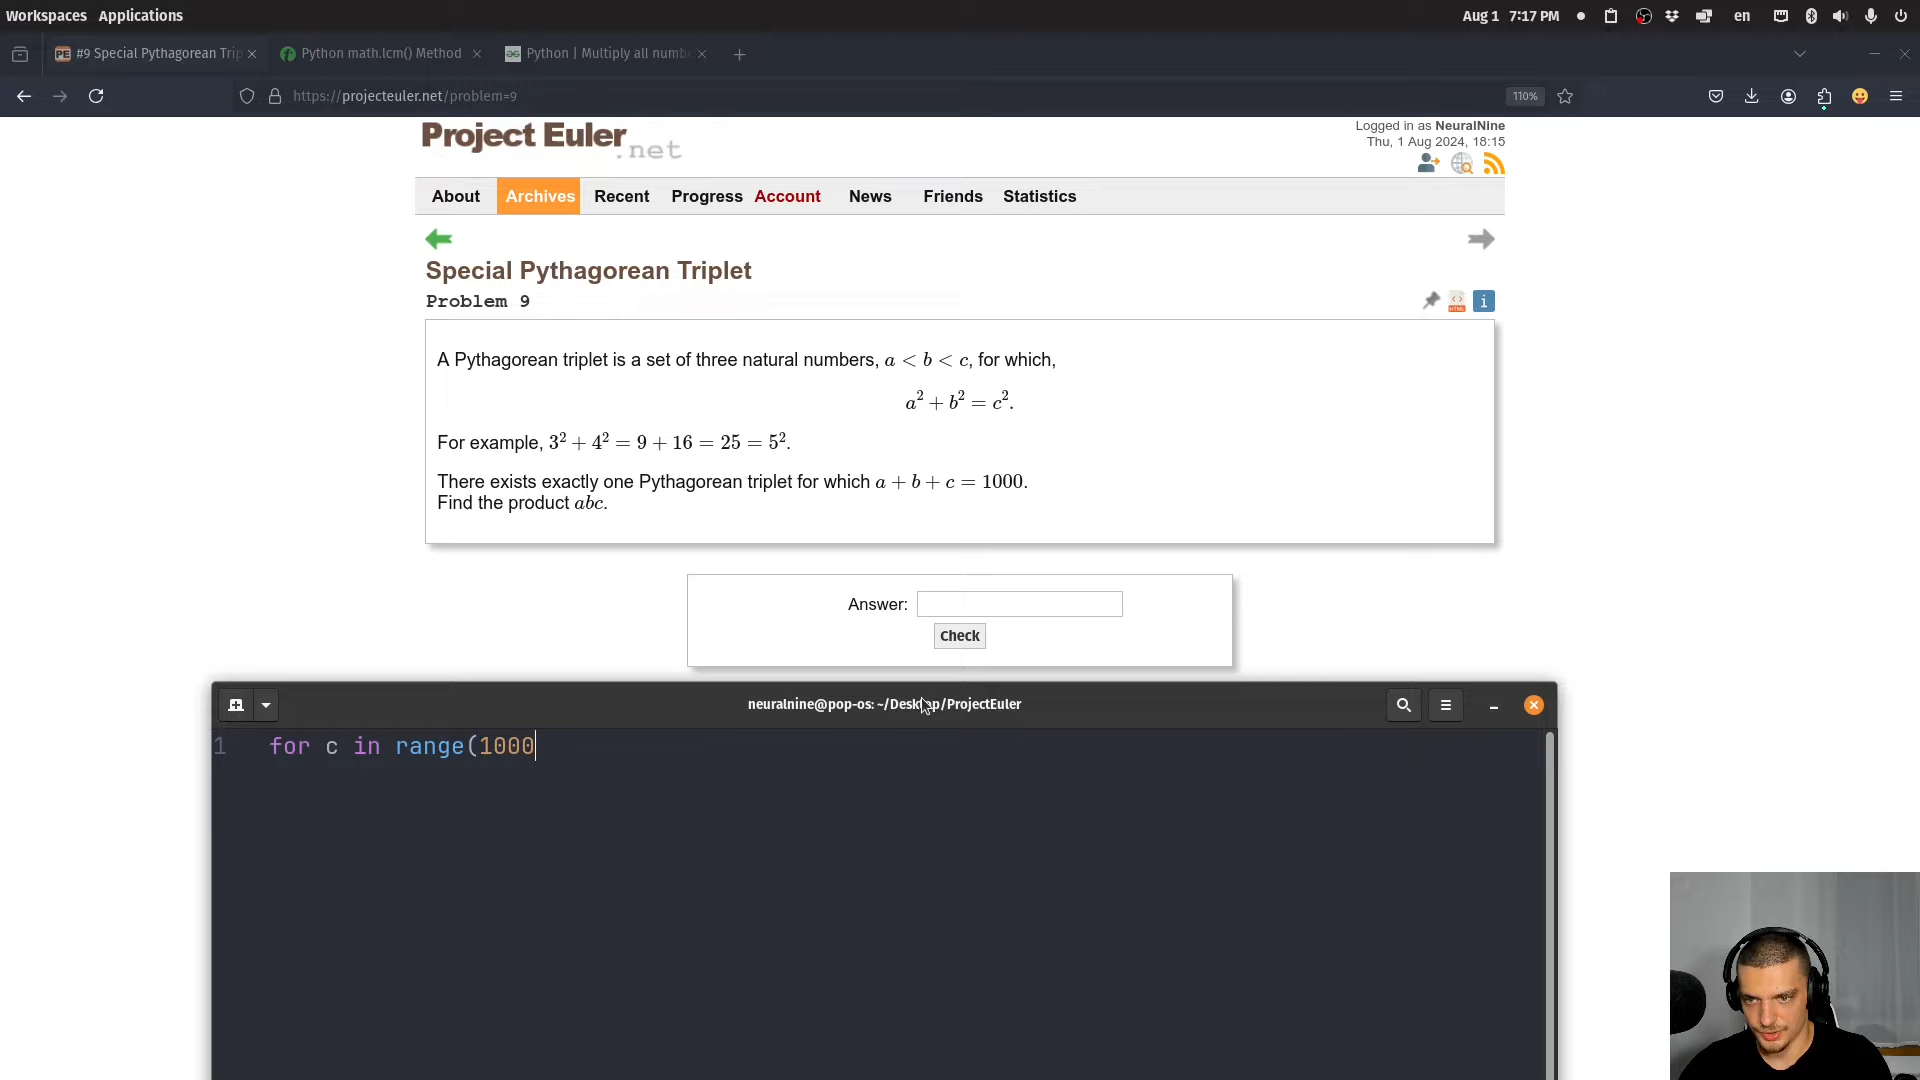 Workspaces Applications
Aug 1 7:17 PM en
#9 Special Pythagorean Trip
Python math.lcm() Method
Python | Multiply all numbe
https://projecteuler.net/problem=9
110%
Project Euler .net
Logged in as NeuralNine
Thu, 1 Aug 2024, 18:15
About Archives Recent Progress Account News Friends Statistics
Special Pythagorean Triplet
Problem 9
A Pythagorean triplet is a set of three natural numbers, a < b < c, for which,
a² + b² = c².
For example, 3² + 4² = 9 + 16 = 25 = 5².
There exists exactly one Pythagorean triplet for which a + b + c = 1000.
Find the product abc.
Answer:
Check
neuralnine@pop-os: ~/Desktop/ProjectEuler
1 for c in range(1000